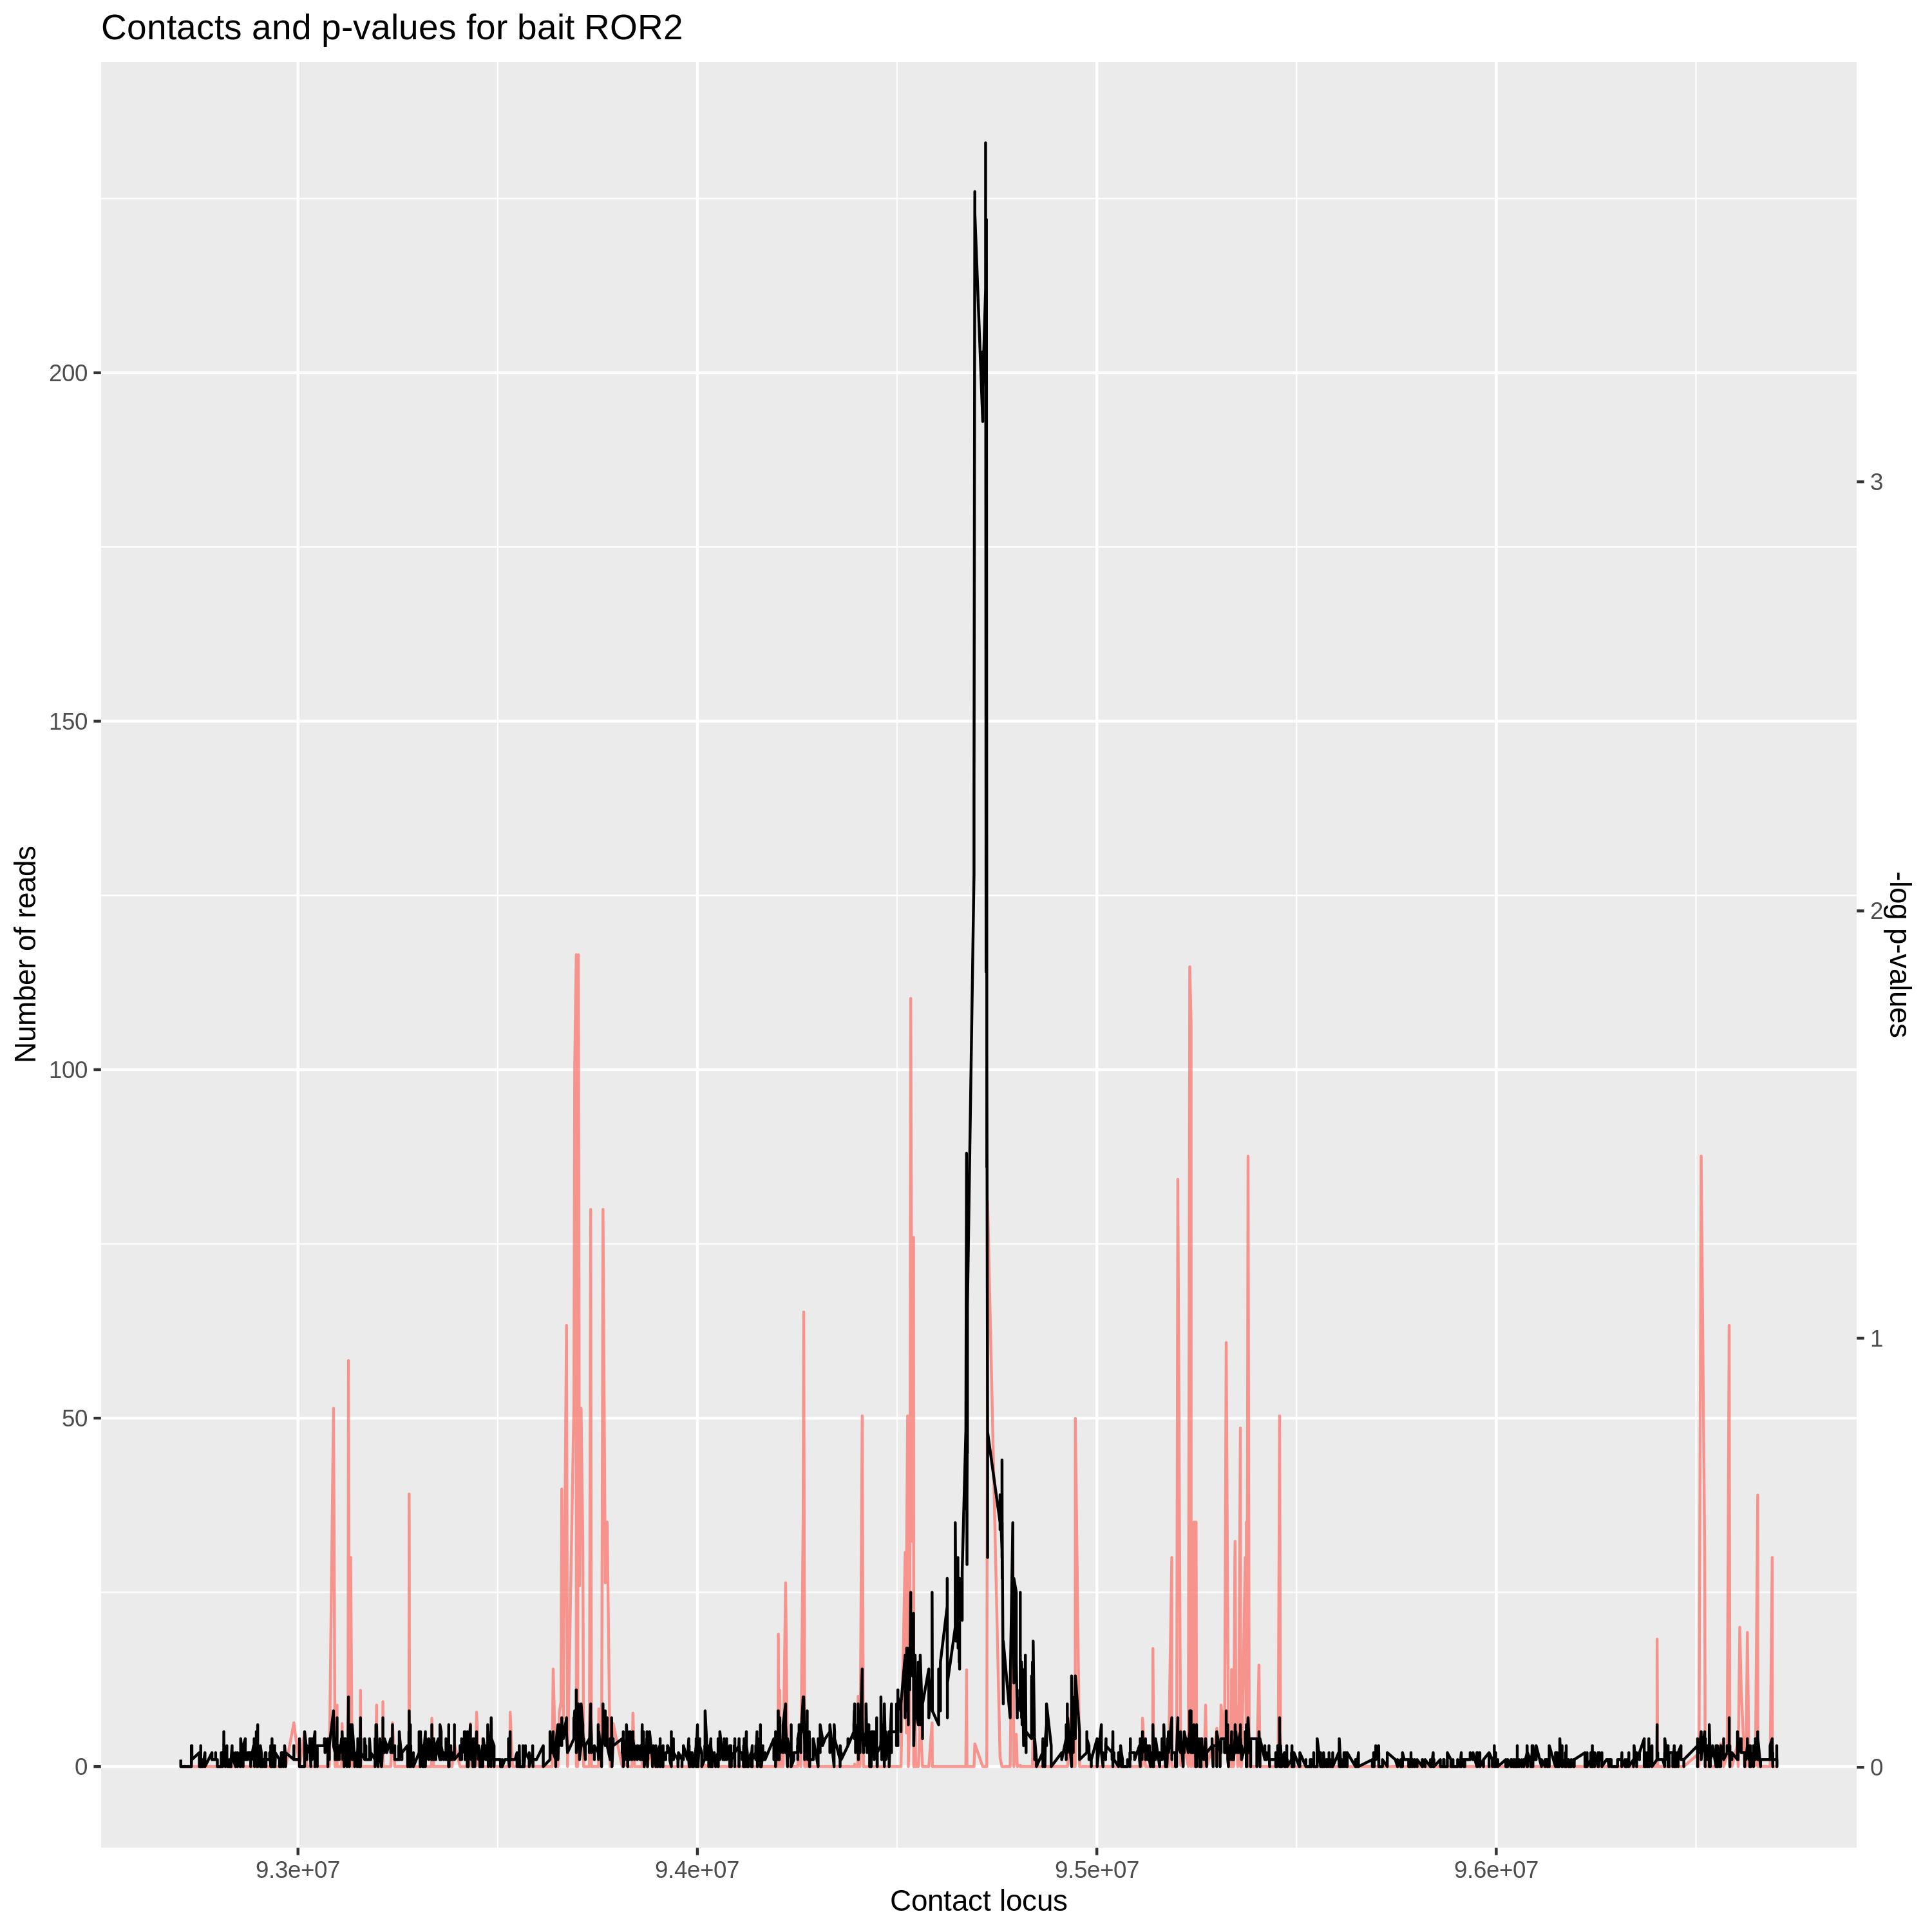 Contacts and p-values for bait ROR2
200
150
100
50
0
Number of reads
3
2
1
0
-log p-values
9.3e+07 9.4e+07 9.5e+07 9.6e+07
Contact locus